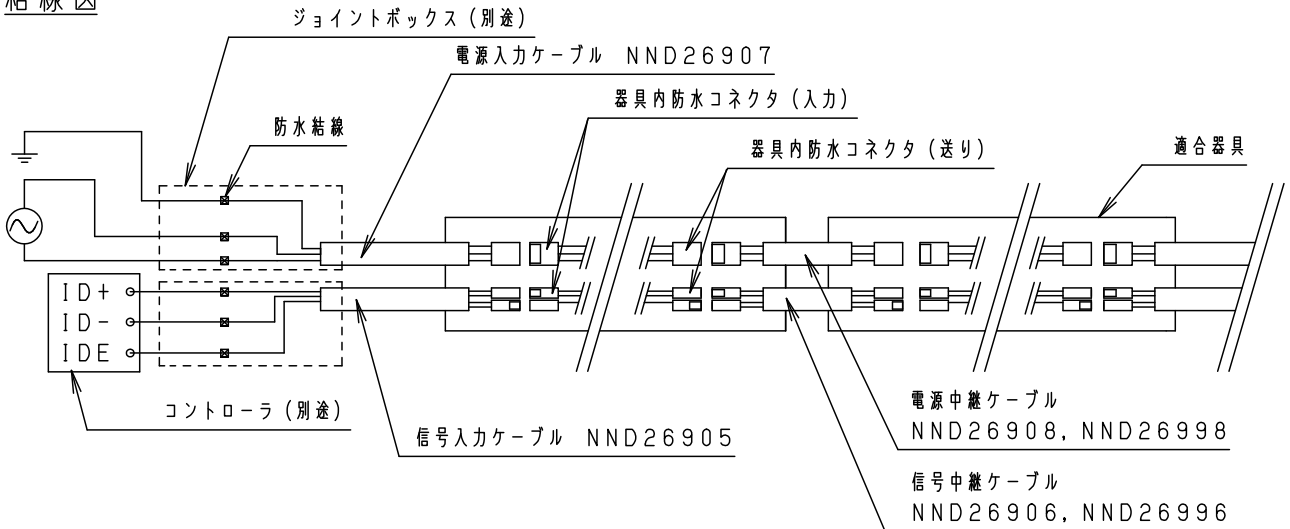 結線図
ジョイントボックス(別途)
電源入力ケーブル NND26907
器具内防水コネクタ(入力)
防水結線
器具内防水コネクタ(送り)
適合器具
ID+
ID-
IDE
コントローラ(別途)
信号入力ケーブル NND26905
電源中継ケーブル
NND26908, NND26998
信号中継ケーブル
NND26906, NND26996